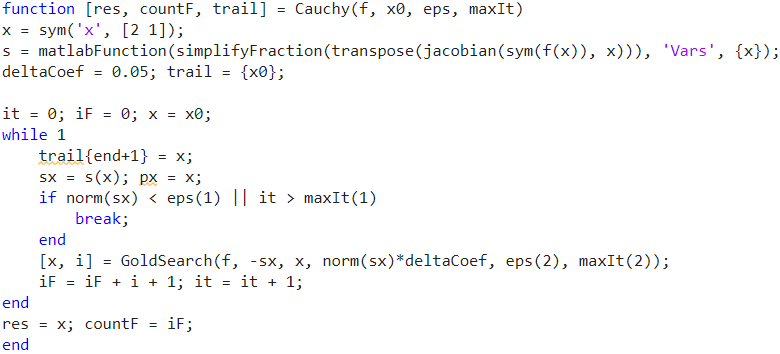 function [res, countF, trail] = Cauchy(f, x0, eps, maxIt)
x = sym('x', [2 1]);
s = matlabFunction(simplifyFraction(transpose(jacobian(sym(f(x)), x))), 'Vars', {x});
deltaCoef = 0.05; trail = {x0};

it = 0; iF = 0; x = x0;
while 1
    trail{end+1} = x;
    sx = s(x); px = x;
    if norm(sx) < eps(1) || it > maxIt(1)
        break;
    end
    [x, i] = GoldSearch(f, -sx, x, norm(sx)*deltaCoef, eps(2), maxIt(2));
    iF = iF + i + 1; it = it + 1;
end
res = x; countF = iF;
end